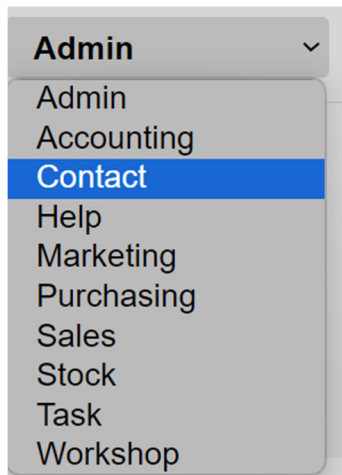 Admin
Admin
Accounting
Contact
Help
Marketing
Purchasing
Sales
Stock
Task
Workshop